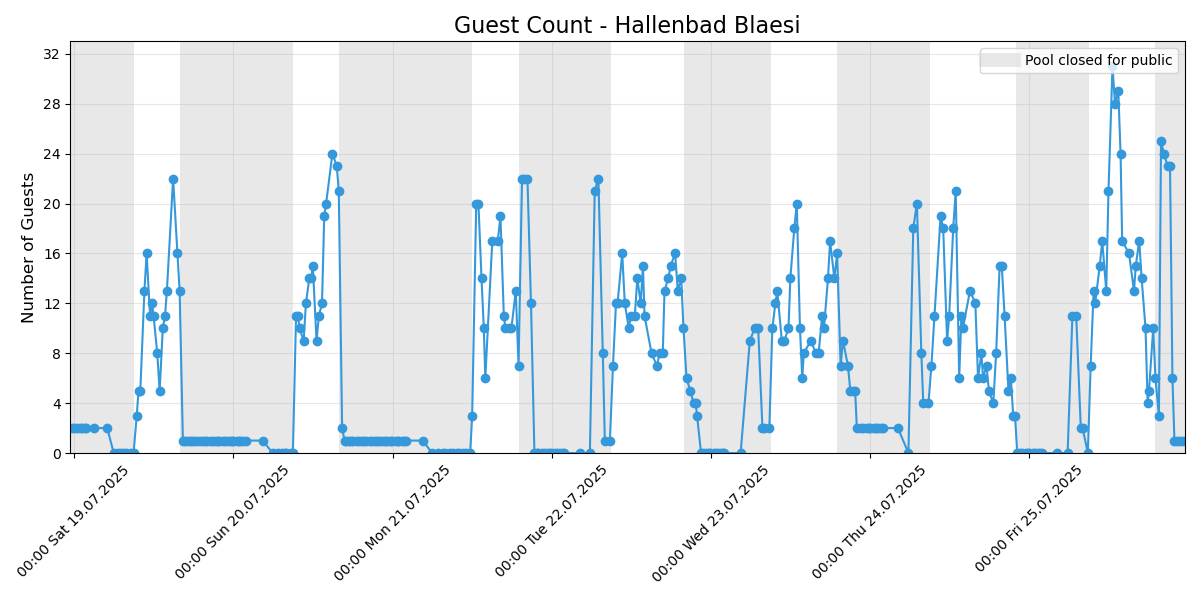 Guest Count - Hallenbad Blaesi
Pool closed for public
Number of Guests
32
28
24
20
16
12
8
4
0
00:00 Sat 19.07.2025
00:00 Sun 20.07.2025
00:00 Mon 21.07.2025
00:00 Tue 22.07.2025
00:00 Wed 23.07.2025
00:00 Thu 24.07.2025
00:00 Fri 25.07.2025